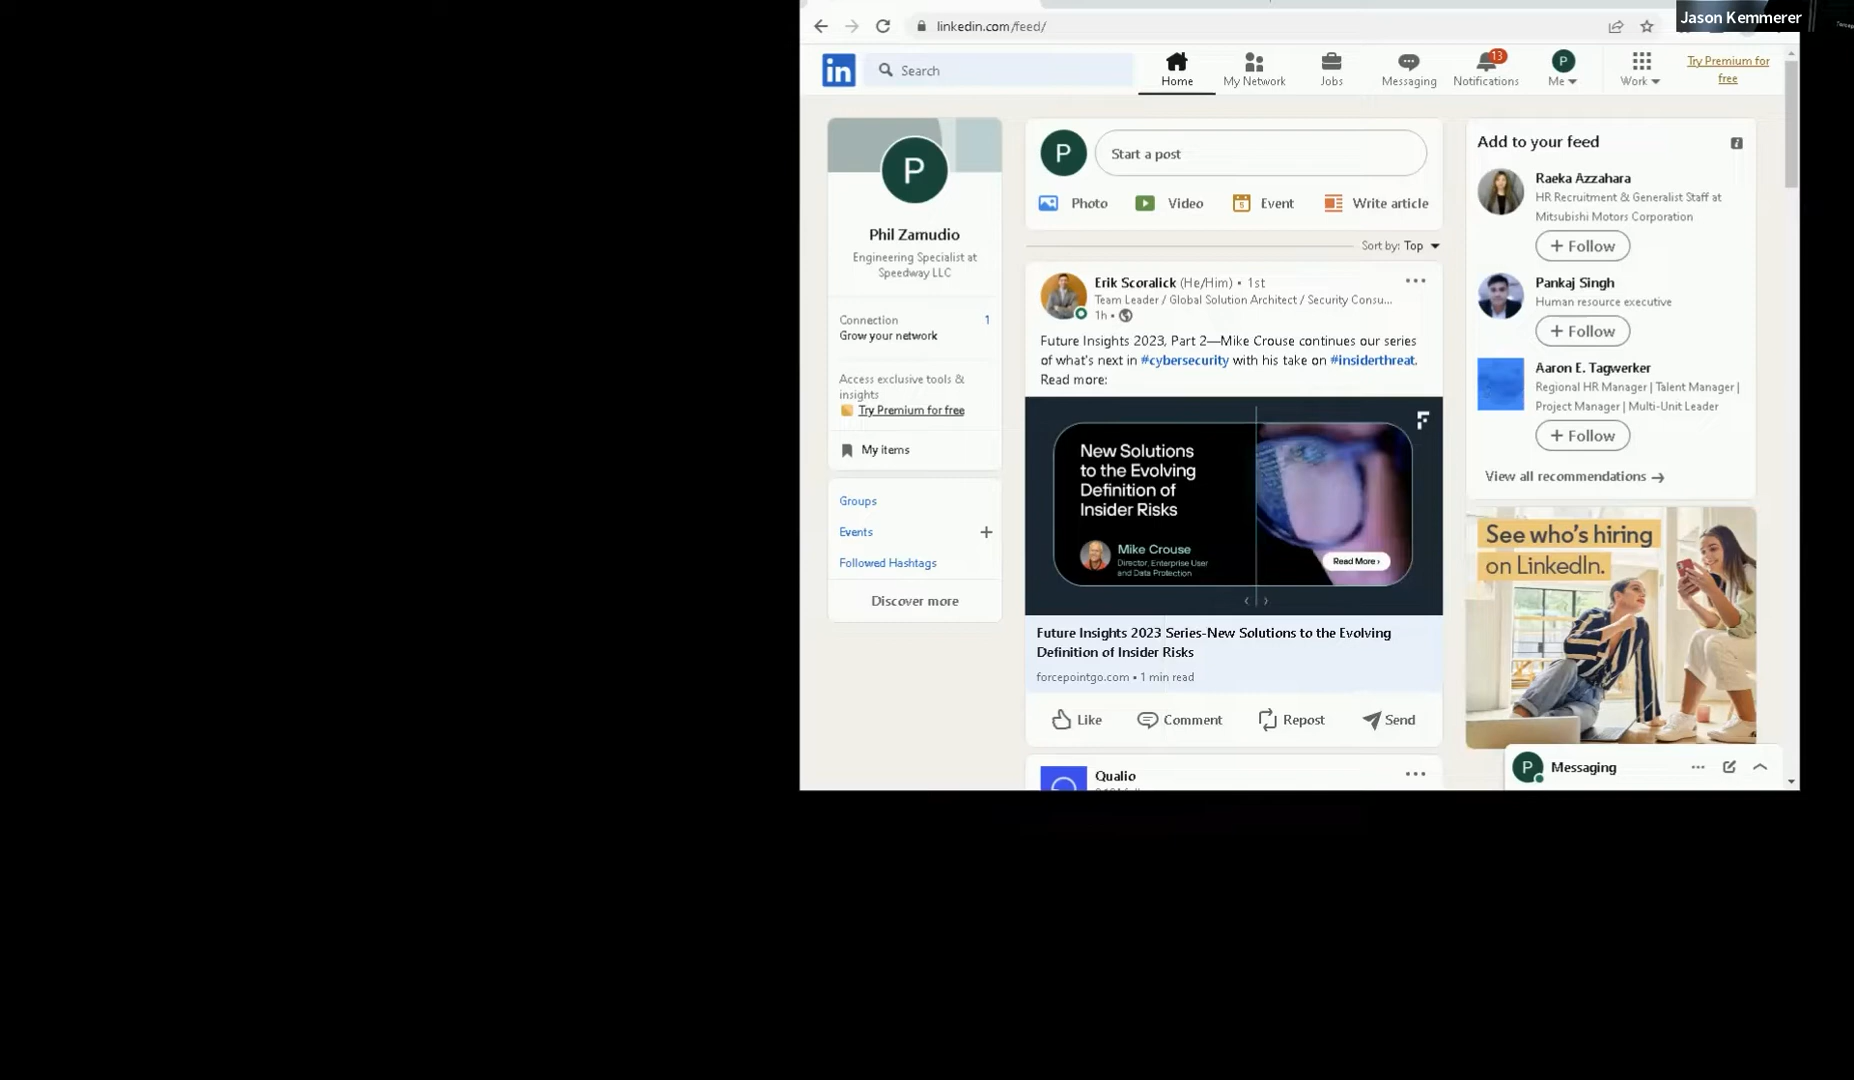 Jason Kemmerer
linkedin.com/feed/
in
Search
Home
My Network
Jobs
Messaging
13
Notifications
P
Me
Work
Try Premium for
free
P
Phil Zamudio
Engineering Specialist at
Speedway LLC
Connection 1
Grow your network
Access exclusive tools &
insights
Try Premium for free
My items
Groups
Events
Followed Hashtags
Discover more
P
Start a post
Photo
Video
Event
Write article
Sort by: Top
Erik Scoralick (He/Him) • 1st
Team Leader / Global Solution Architect / Security Consu...
1h •
Future Insights 2023, Part 2—Mike Crouse continues our series
of what's next in #cybersecurity with his take on #insiderthreat.
Read more:
New Solutions
to the Evolving
Definition of
Insider Risks
Mike Crouse
Director, Enterprise User
and Data Protection
Read More ›
Future Insights 2023 Series-New Solutions to the Evolving
Definition of Insider Risks
forcepointgo.com • 1 min read
Like
Comment
Repost
Send
Qualio
Add to your feed
Raeka Azzahara
HR Recruitment & Generalist Staff at
Mitsubishi Motors Corporation
+ Follow
Pankaj Singh
Human resource executive
+ Follow
Aaron E. Tagwerker
Regional HR Manager | Talent Manager |
Project Manager | Multi-Unit Leader
+ Follow
View all recommendations →
See who's hiring
on LinkedIn.
P
Messaging